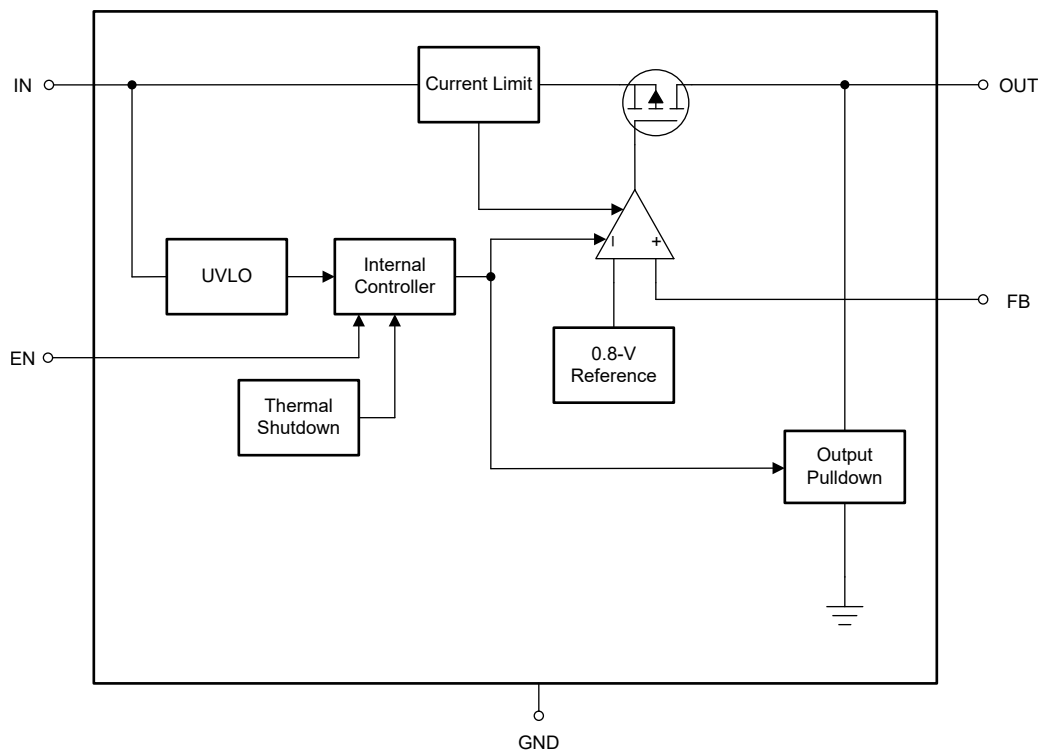 IN
Current Limit
OUT
UVLO
Internal
Controller
− +
FB
EN
0.8-V
Reference
Thermal
Shutdown
Output
Pulldown
GND